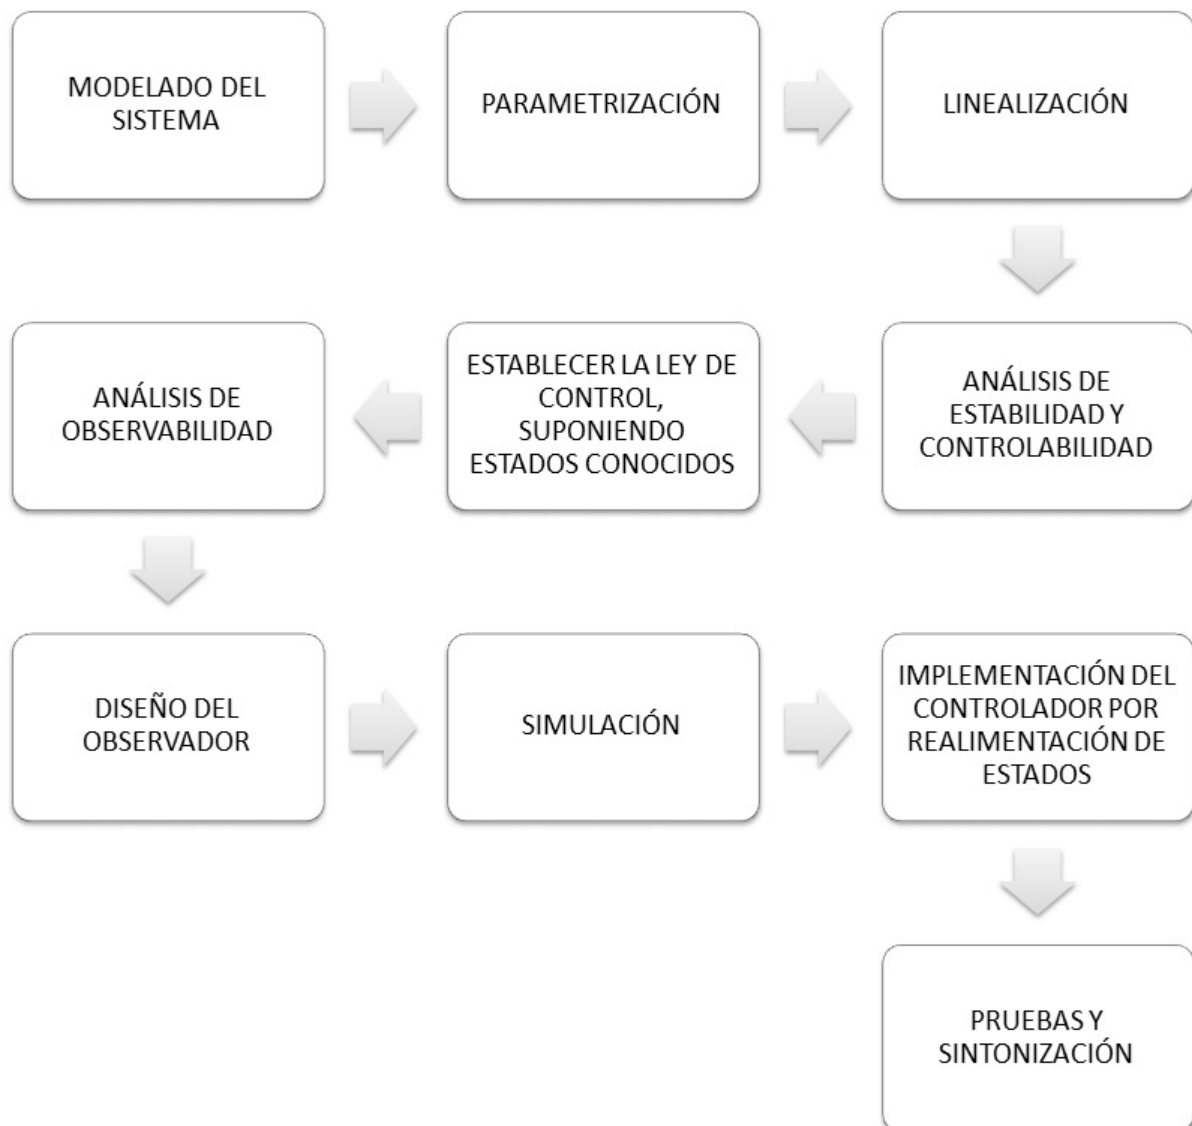 MODELADO DEL
SISTEMA
PARAMETRIZACIÓN
LINEALIZACIÓN
ANÁLISIS DE
ESTABILIDAD Y
CONTROLABILIDAD
ESTABLECER LA LEY DE
CONTROL,
SUPONIENDO
ESTADOS CONOCIDOS
ANÁLISIS DE
OBSERVABILIDAD
DISEÑO DEL
OBSERVADOR
SIMULACIÓN
IMPLEMENTACIÓN DEL
CONTROLADOR POR
REALIMENTACIÓN DE
ESTADOS
PRUEBAS Y
SINTONIZACIÓN